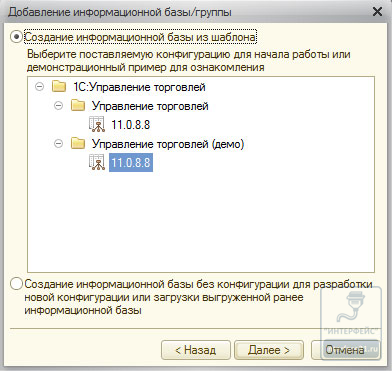 Добавление информационной базы/группы
Создание информационной базы из шаблона
Выберите поставляемую конфигурацию для начала работы или
демонстрационный пример для ознакомления
1С:Управление торговлей
Управление торговлей
11.0.8.8
Управление торговлей (демо)
11.0.8.8
Создание информационной базы без конфигурации для разработки
новой конфигурации или загрузки выгруженной ранее
информационной базы
"ИНТЕРФЕЙС"
< Назад
Далее >
Отмена